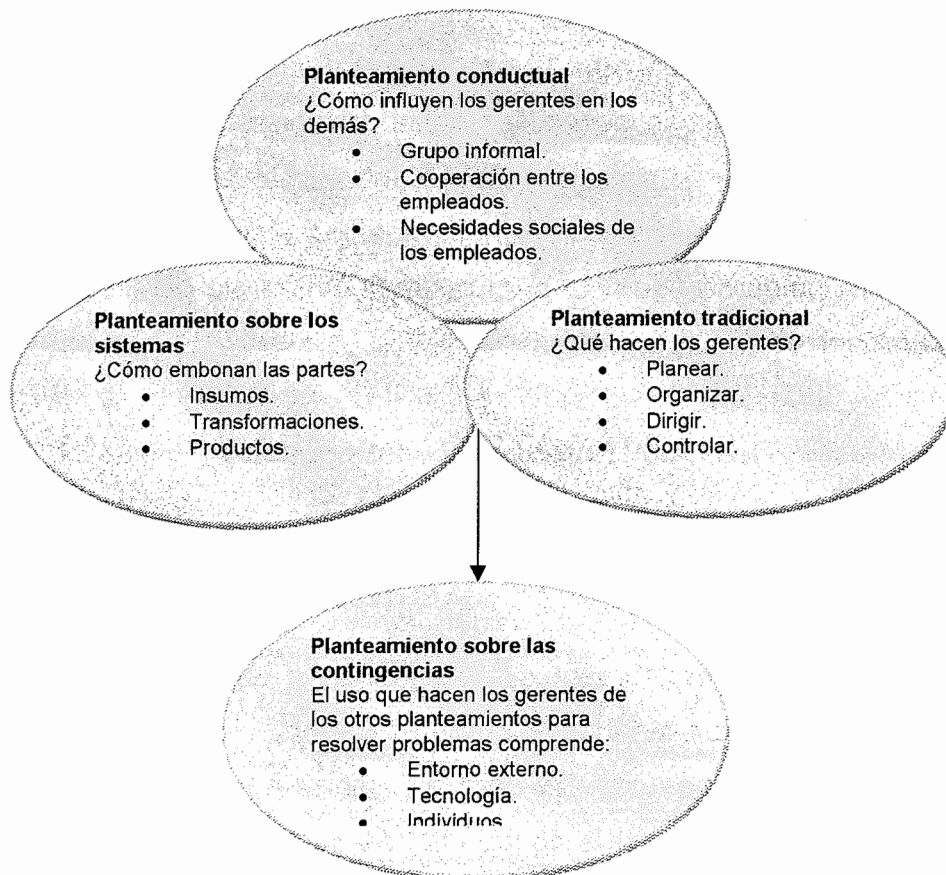 Planteamiento conductual
¿Cómo influyen los gerentes en los
demás?
• Grupo informal.
• Cooperación entre los
empleados.
• Necesidades sociales de
los empleados.
Planteamiento sobre los
sistemas
¿Cómo embonan las partes?
• Insumos.
• Transformaciones.
• Productos.
Planteamiento tradicional
¿Qué hacen los gerentes?
• Planear.
• Organizar.
• Dirigir.
• Controlar.
Planteamiento sobre las
contingencias
El uso que hacen los gerentes de
los otros planteamientos para
resolver problemas comprende:
• Entorno externo.
• Tecnología.
• Individuos